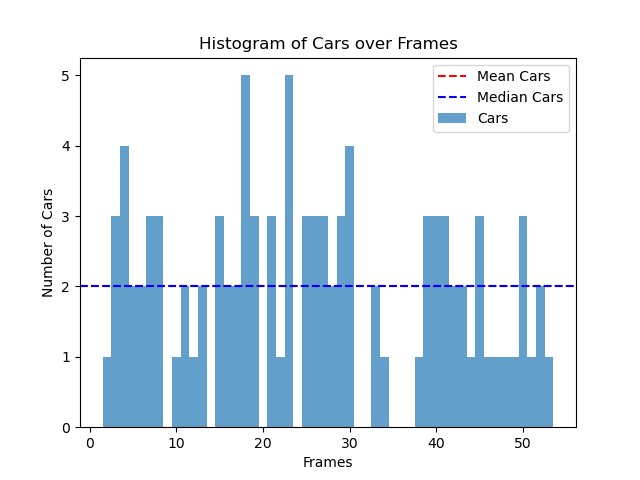 Histogram of Cars over Frames
Mean Cars
Median Cars
Cars
Number of Cars
5
4
3
2
1
0
0 10 20 30 40 50
Frames